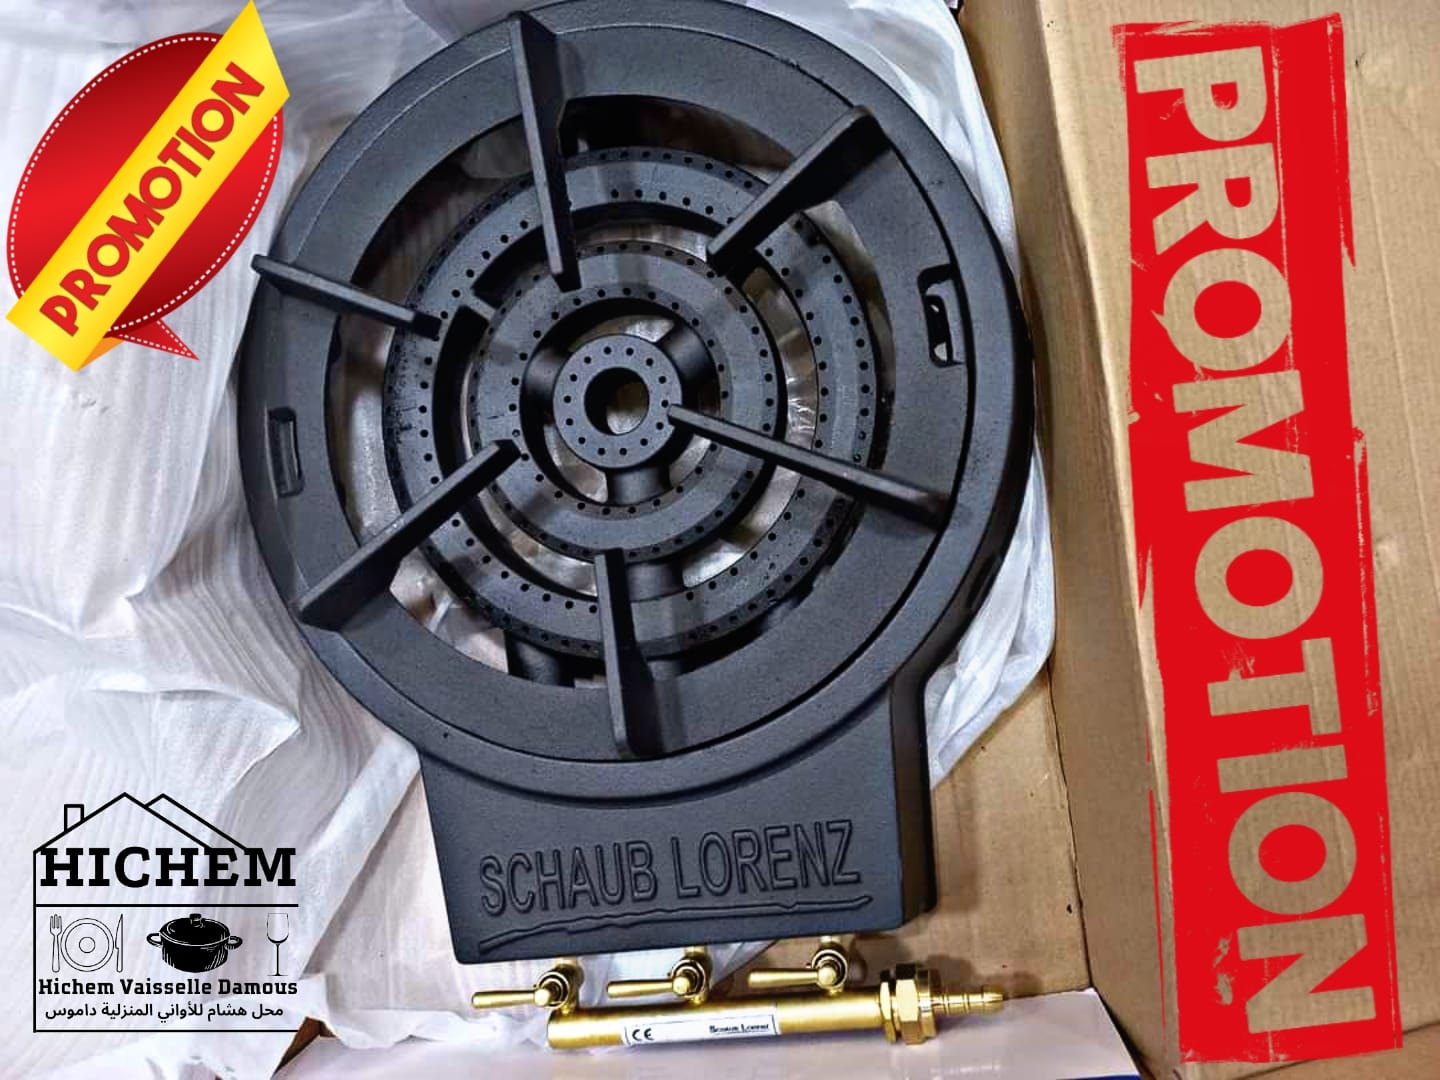 PROMOTION
PROMOTION
SCHAUB LORENZ
CE SCHAUB LORENZ
HICHEM
Hichem Vaisselle Damous
محل هشام للأواني المنزلية داموس